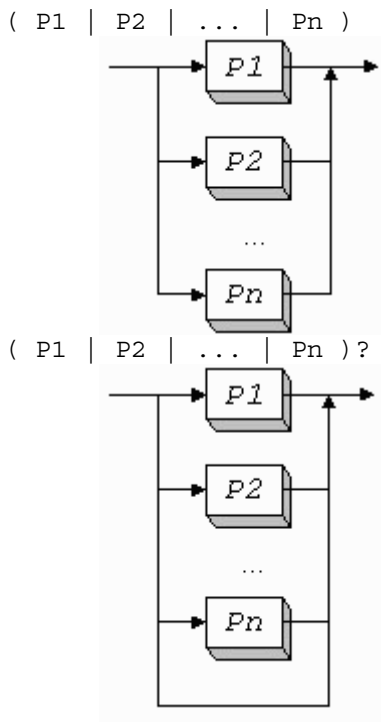 ( P1 | P2 | ... | Pn )
P1
P2
...
Pn
( P1 | P2 | ... | Pn )?
P1
P2
...
Pn